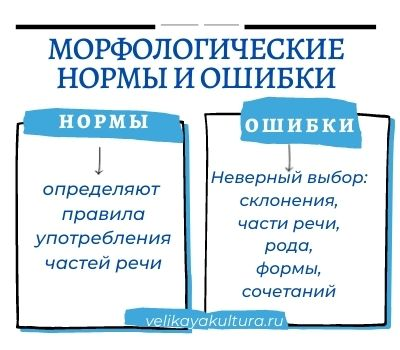 МОРФОЛОГИЧЕСКИЕ
НОРМЫ И ОШИБКИ
НОРМЫ
определяют
правила
употребления
частей речи
ОШИБКИ
Неверный выбор:
склонения,
части речи,
рода,
формы,
сочетаний
velikayakultura.ru